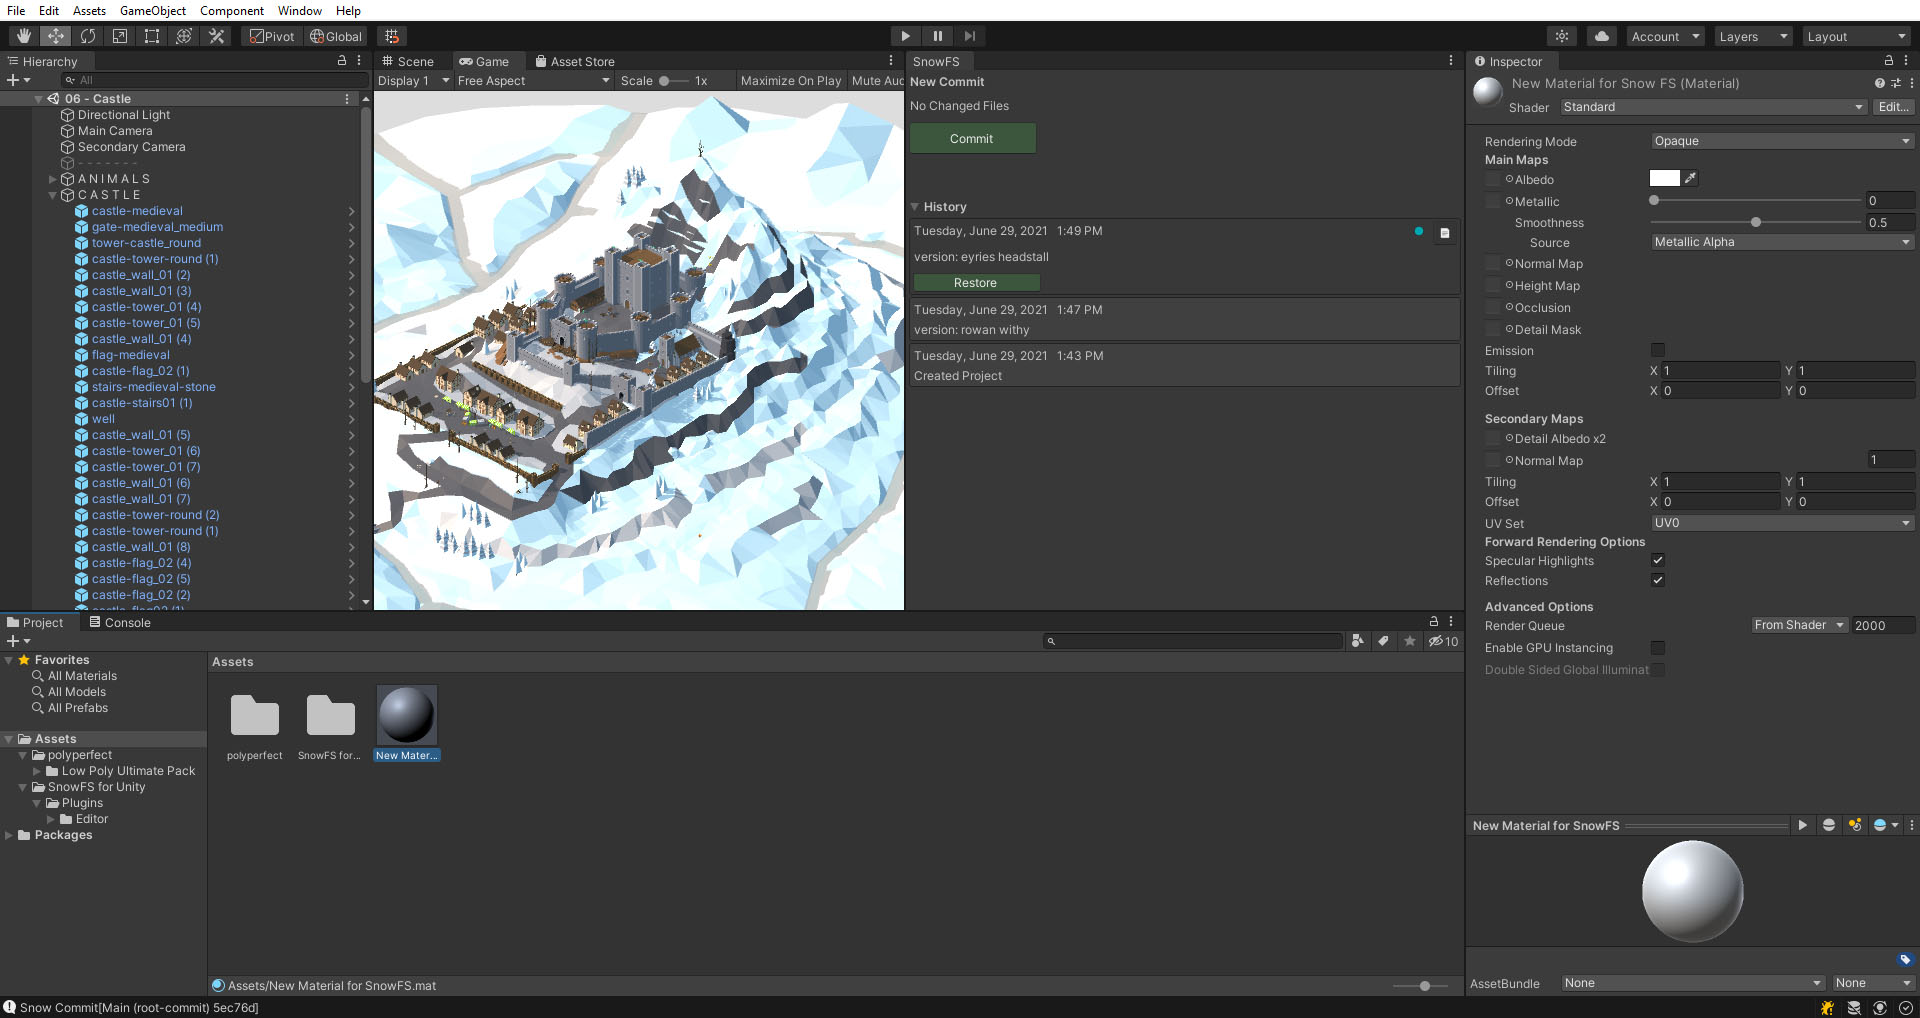 File Edit Assets GameObject Component Window Help
Pivot Global
Account Layers Layout
Hierarchy
All
06 - Castle
Directional Light
Main Camera
Secondary Camera
- - - - - - -
A N I M A L S
C A S T L E
castle-medieval
gate-medieval_medium
tower-castle_round
castle-tower-round (1)
castle_wall_01 (2)
castle_wall_01 (3)
castle-tower_01 (4)
castle-tower_01 (5)
castle_wall_01 (4)
flag-medieval
castle-flag_02 (1)
stairs-medieval-stone
castle-stairs01 (1)
well
castle_wall_01 (5)
castle-tower_01 (6)
castle-tower_01 (7)
castle_wall_01 (6)
castle_wall_01 (7)
castle-tower-round (2)
castle-tower-round (1)
castle_wall_01 (8)
castle-flag_02 (4)
castle-flag_02 (5)
castle-flag_02 (2)
Scene Game Asset Store
Display 1 Free Aspect Scale 1x Maximize On Play Mute Aud
SnowFS
New Commit
No Changed Files
Commit
History
Tuesday, June 29, 2021 1:49 PM
version: eyries headstall
Restore
Tuesday, June 29, 2021 1:47 PM
version: rowan withy
Tuesday, June 29, 2021 1:43 PM
Created Project
Inspector
New Material for Snow FS (Material)
Shader Standard Edit...
Rendering Mode Opaque
Main Maps
Albedo
Metallic 0
Smoothness 0.5
Source Metallic Alpha
Normal Map
Height Map
Occlusion
Detail Mask
Emission
Tiling X 1 Y 1
Offset X 0 Y 0
Secondary Maps
Detail Albedo x2
Normal Map 1
Tiling X 1 Y 1
Offset X 0 Y 0
UV Set UV0
Forward Rendering Options
Specular Highlights
Reflections
Advanced Options
Render Queue From Shader 2000
Enable GPU Instancing
Double Sided Global Illuminat
New Material for SnowFS
AssetBundle None None
Project Console
10
Favorites
All Materials
All Models
All Prefabs
Assets
polyperfect
Low Poly Ultimate Pack
SnowFS for Unity
Plugins
Editor
Packages
Assets
polyperfect SnowFS for... New Mater...
Assets/New Material for SnowFS.mat
Snow Commit[Main (root-commit) 5ec76d]